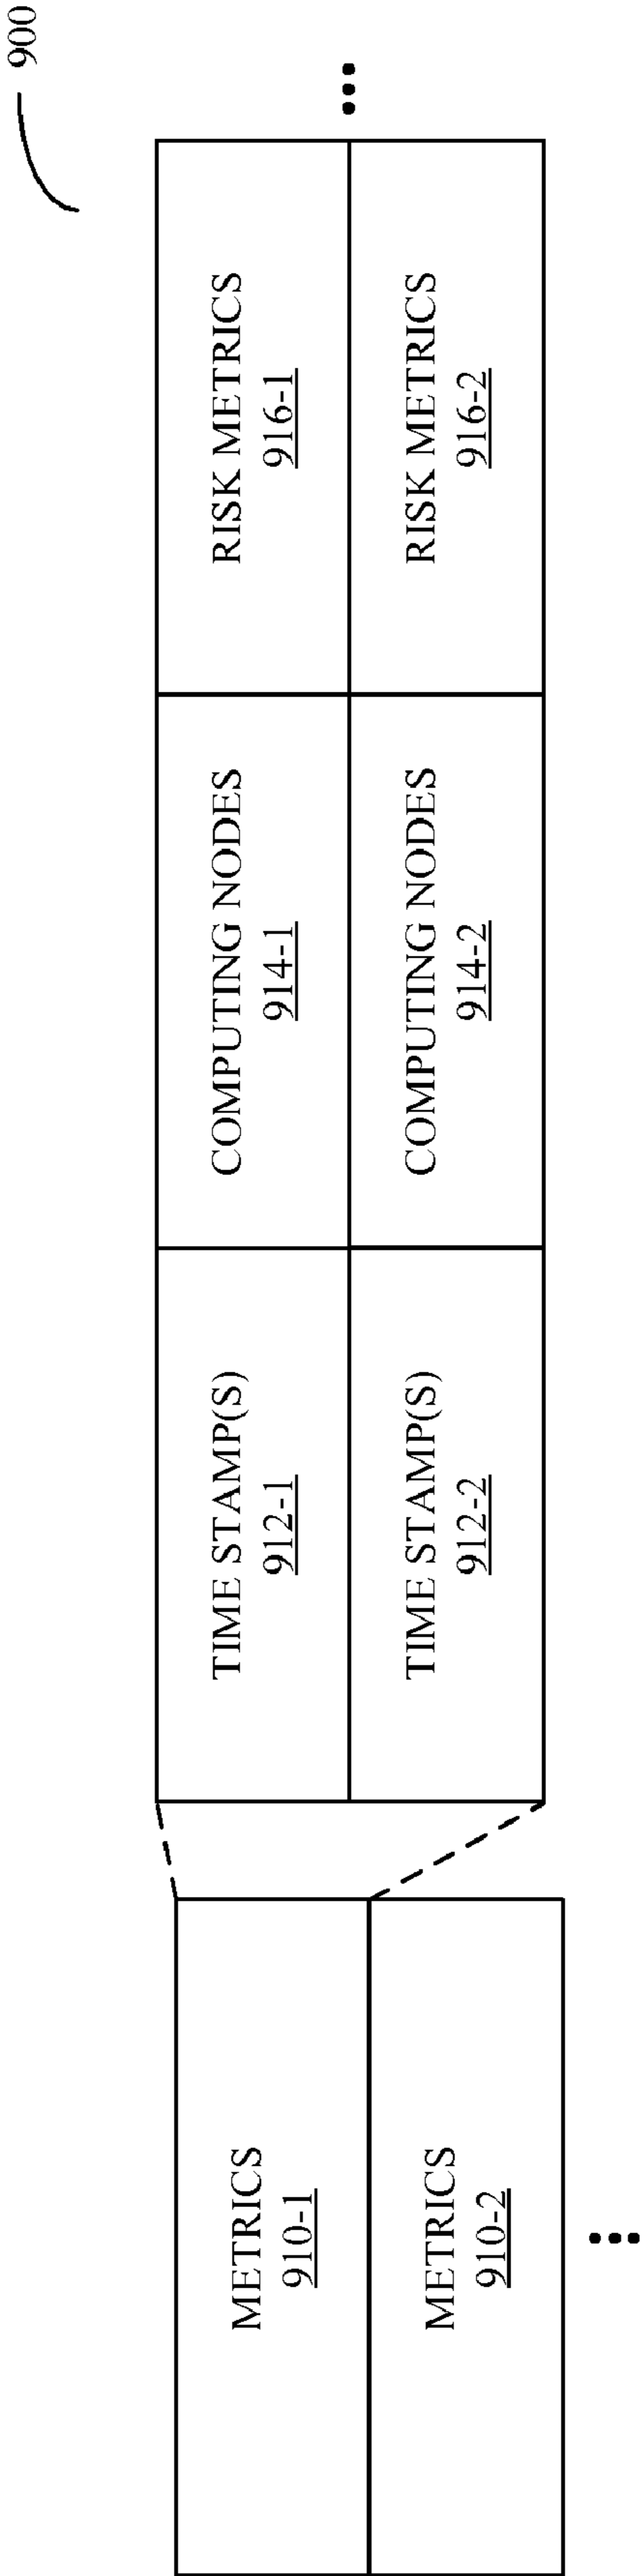 900
METRICS
910-1
METRICS
910-2
TIME STAMP(S)
912-1
COMPUTING NODES
914-1
RISK METRICS
916-1
TIME STAMP(S)
912-2
COMPUTING NODES
914-2
RISK METRICS
916-2